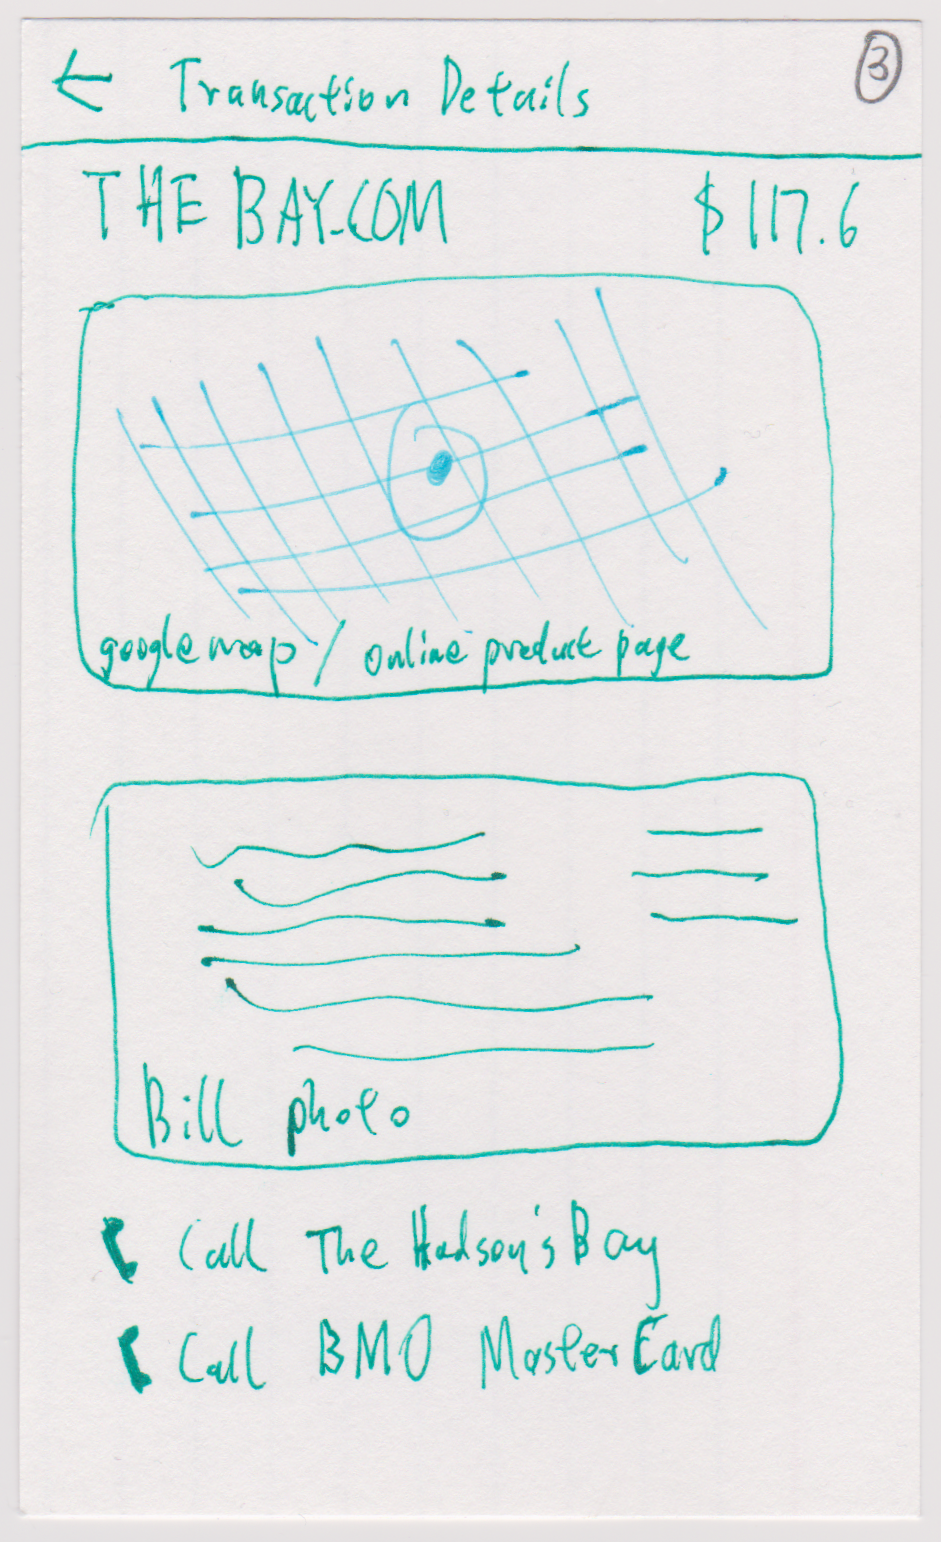 ← Transaction Details
3
THE BAY.COM $117.6
google map / online product page
Bill photo
Call The Hudson's Bay
Call BMO MasterCard